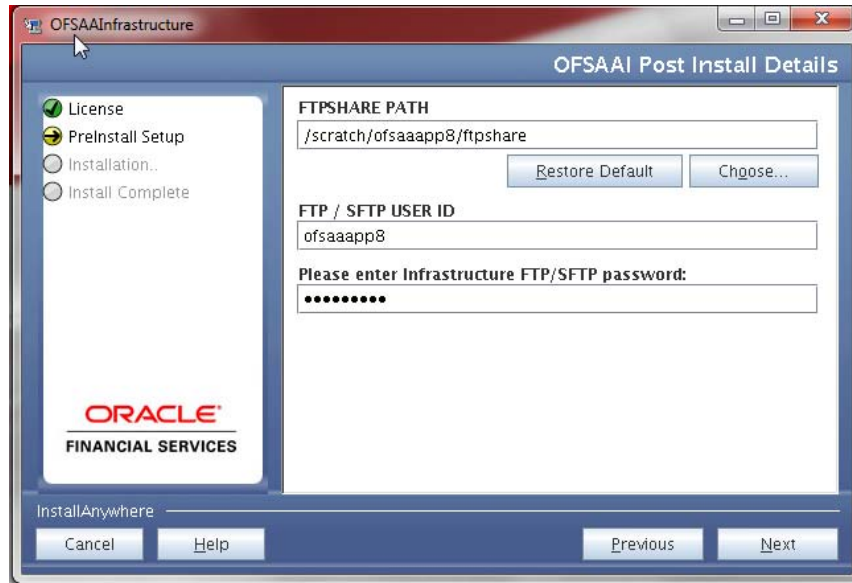 OFSAAInfrastructure
OFSAAI Post Install Details
License
PreInstall Setup
Installation..
Install Complete
ORACLE
FINANCIAL SERVICES
FTPSHARE PATH
/scratch/ofsaaapp8/ftpshare
Restore Default
Choose...
FTP / SFTP USER ID
ofsaaapp8
Please enter Infrastructure FTP/SFTP password:
•••••••••
InstallAnywhere
Cancel
Help
Previous
Next